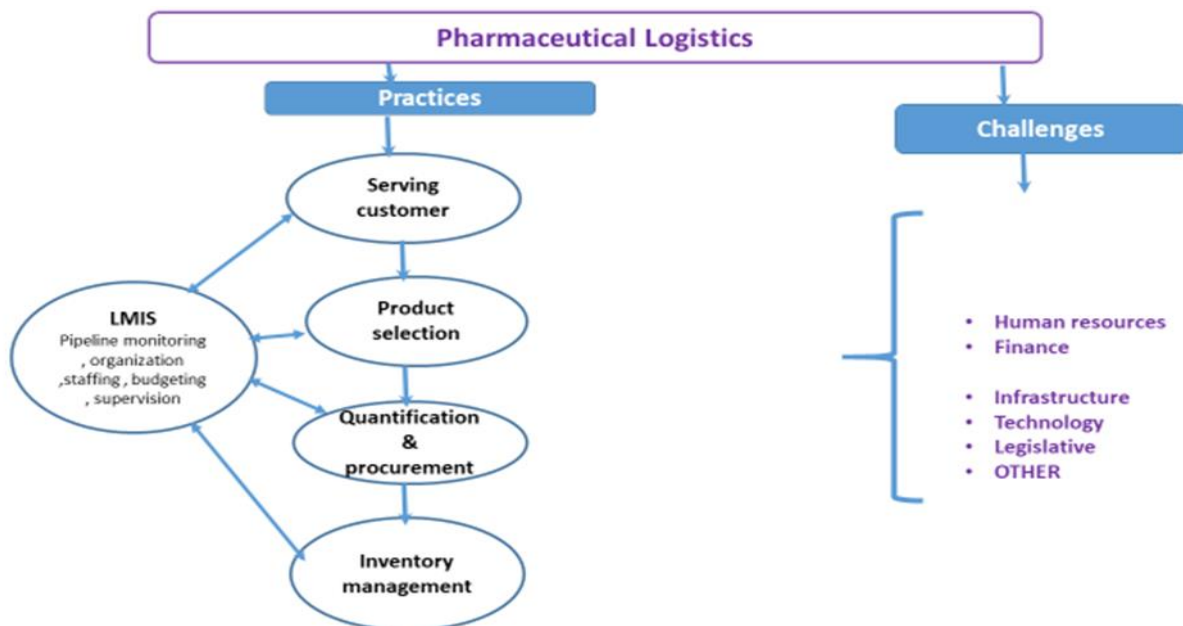 Pharmaceutical Logistics
Practices
Challenges
Serving
customer
Product
selection
LMIS
Pipeline monitoring
, organization
,staffing , budgeting
, supervision
Quantification
&
procurement
Inventory
management
• Human resources
• Finance
• Infrastructure
• Technology
• Legislative
• OTHER